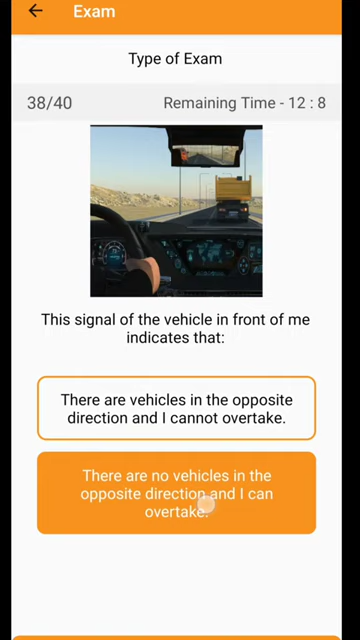 Exam
Type of Exam
38/40
Remaining Time - 12 : 8
This signal of the vehicle in front of me
indicates that:
There are vehicles in the opposite
direction and I cannot overtake.
There are no vehicles in the
opposite direction and I can
overtake.